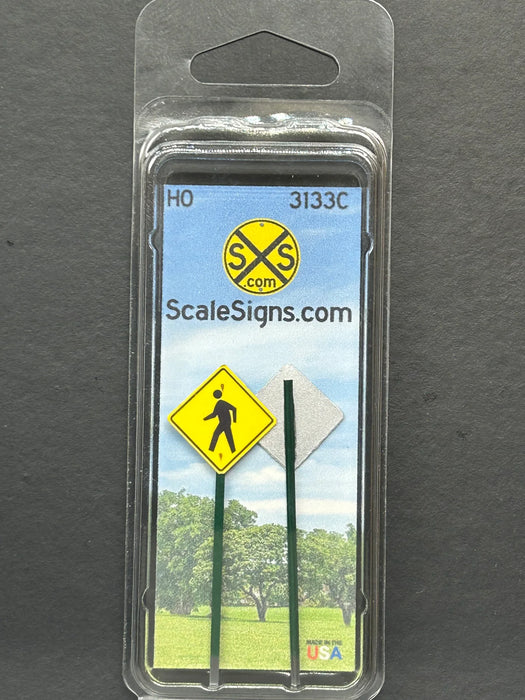 HO 3133C
S S
.com
ScaleSigns.com
MADE IN THE
USA